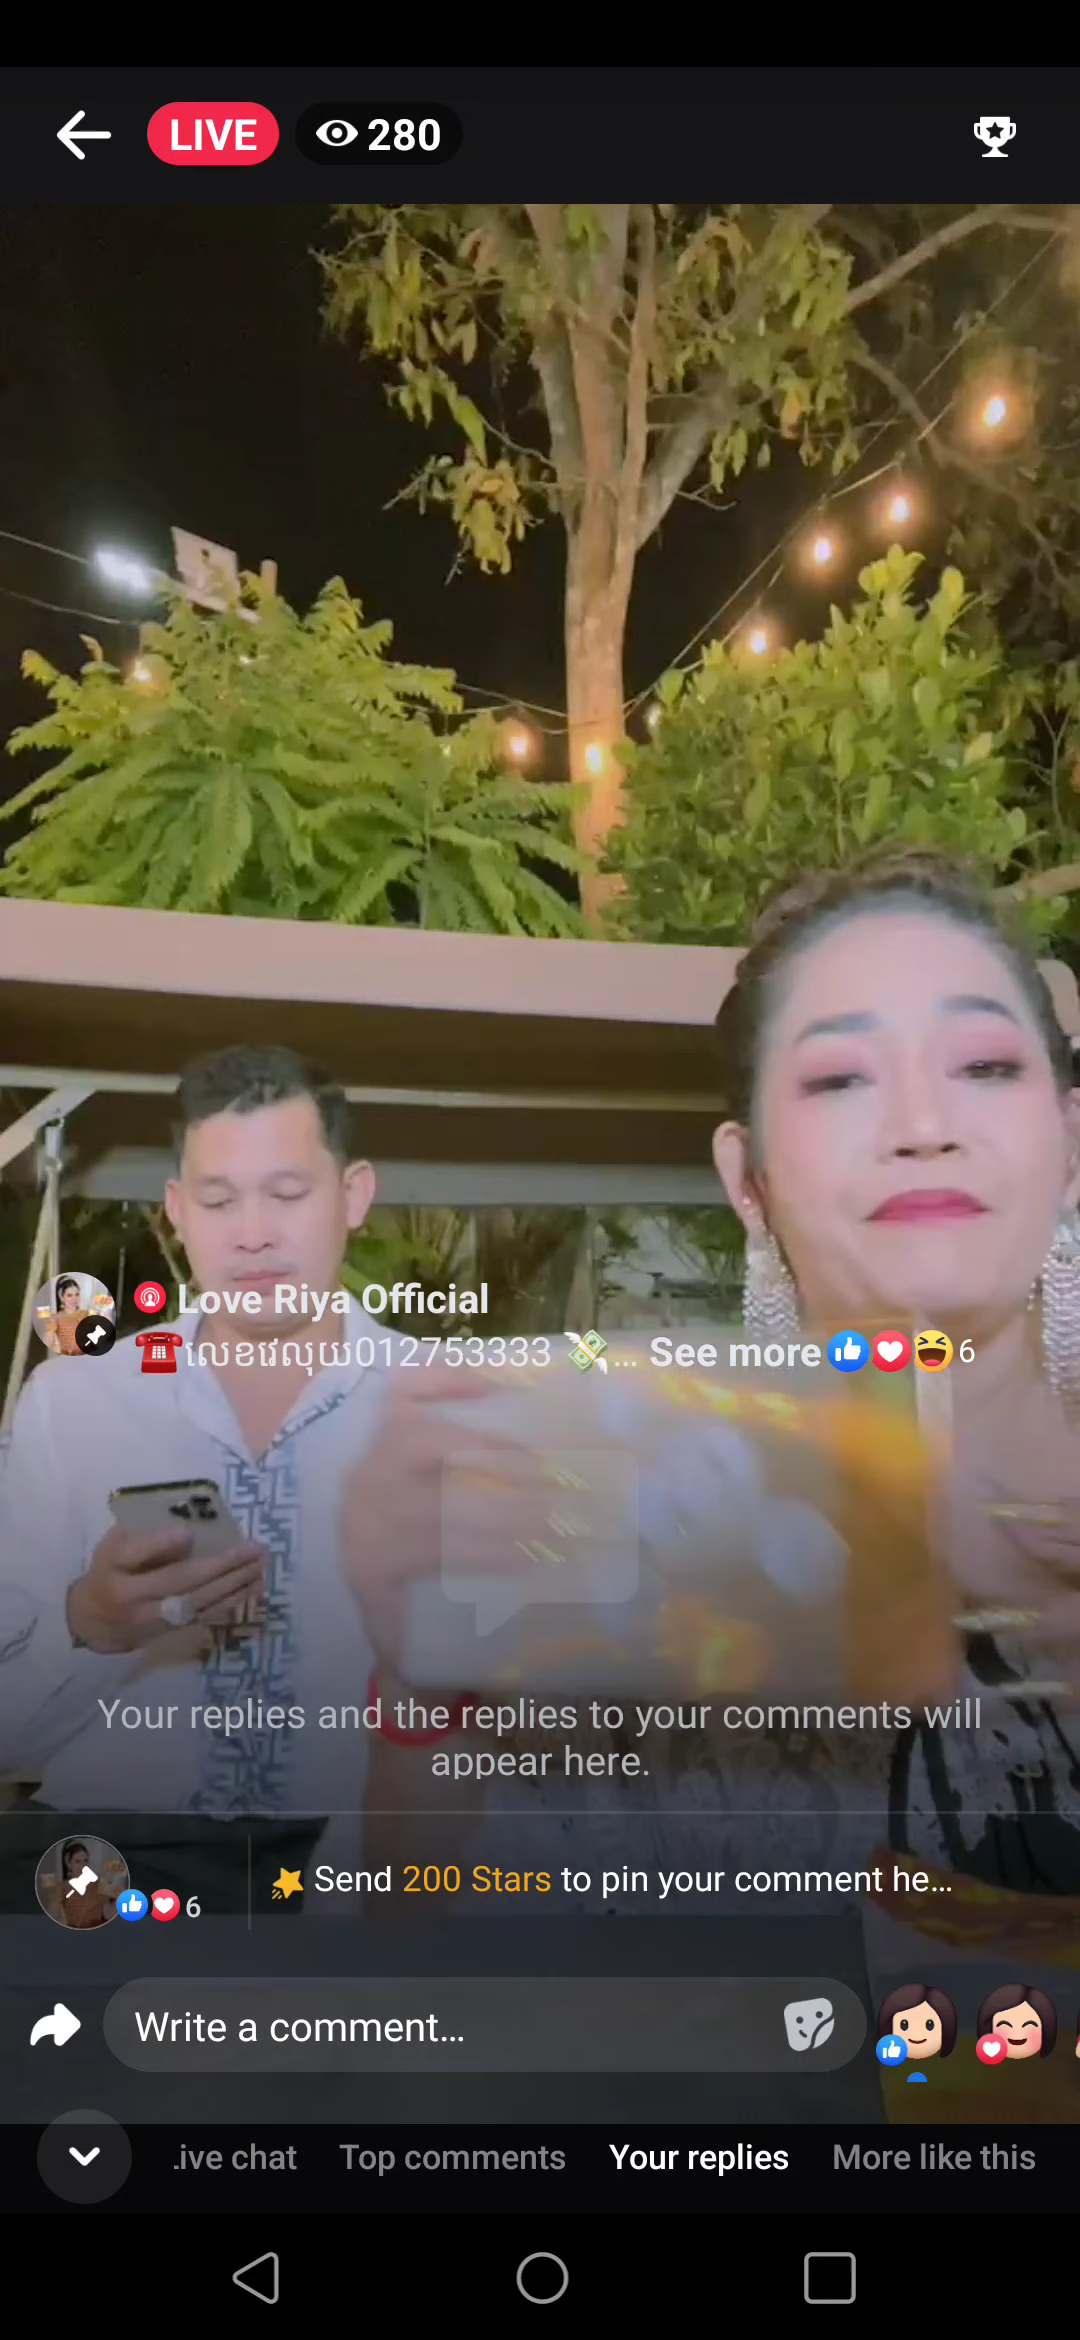 LIVE 280
Love Riya Official
☎️លេខវេលុយ012753333 💸... See more 6
Your replies and the replies to your comments will
appear here.
6 Send 200 Stars to pin your comment he...
Write a comment...
.ive chat Top comments Your replies More like this